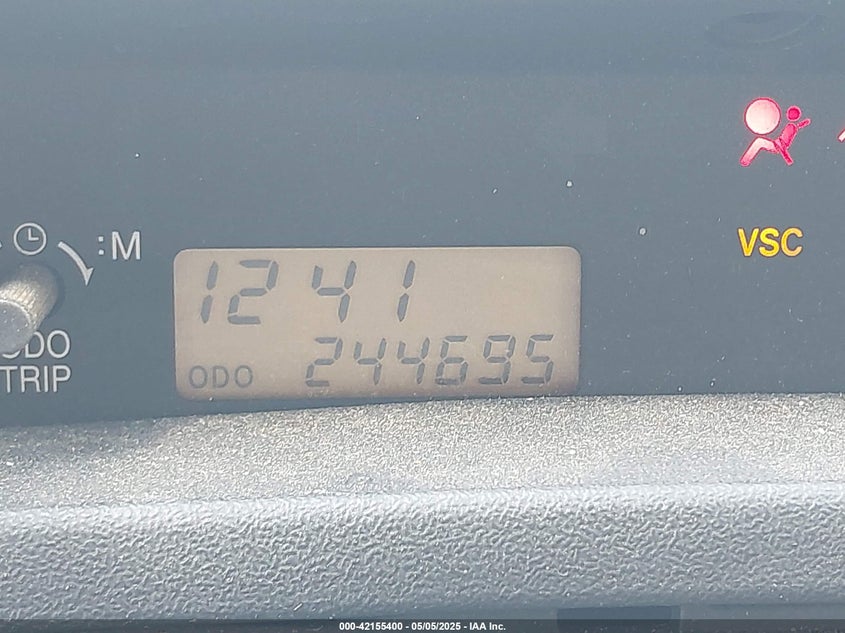 :M
1241
ODO 244695
ODO
TRIP
VSC
000-42155400 - 05/05/2025 - IAA Inc.